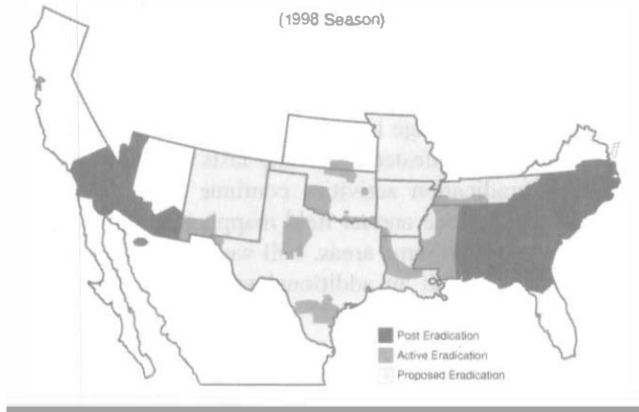 (1998 Season)
Post Eradication
Active Eradication
Proposed Eradication